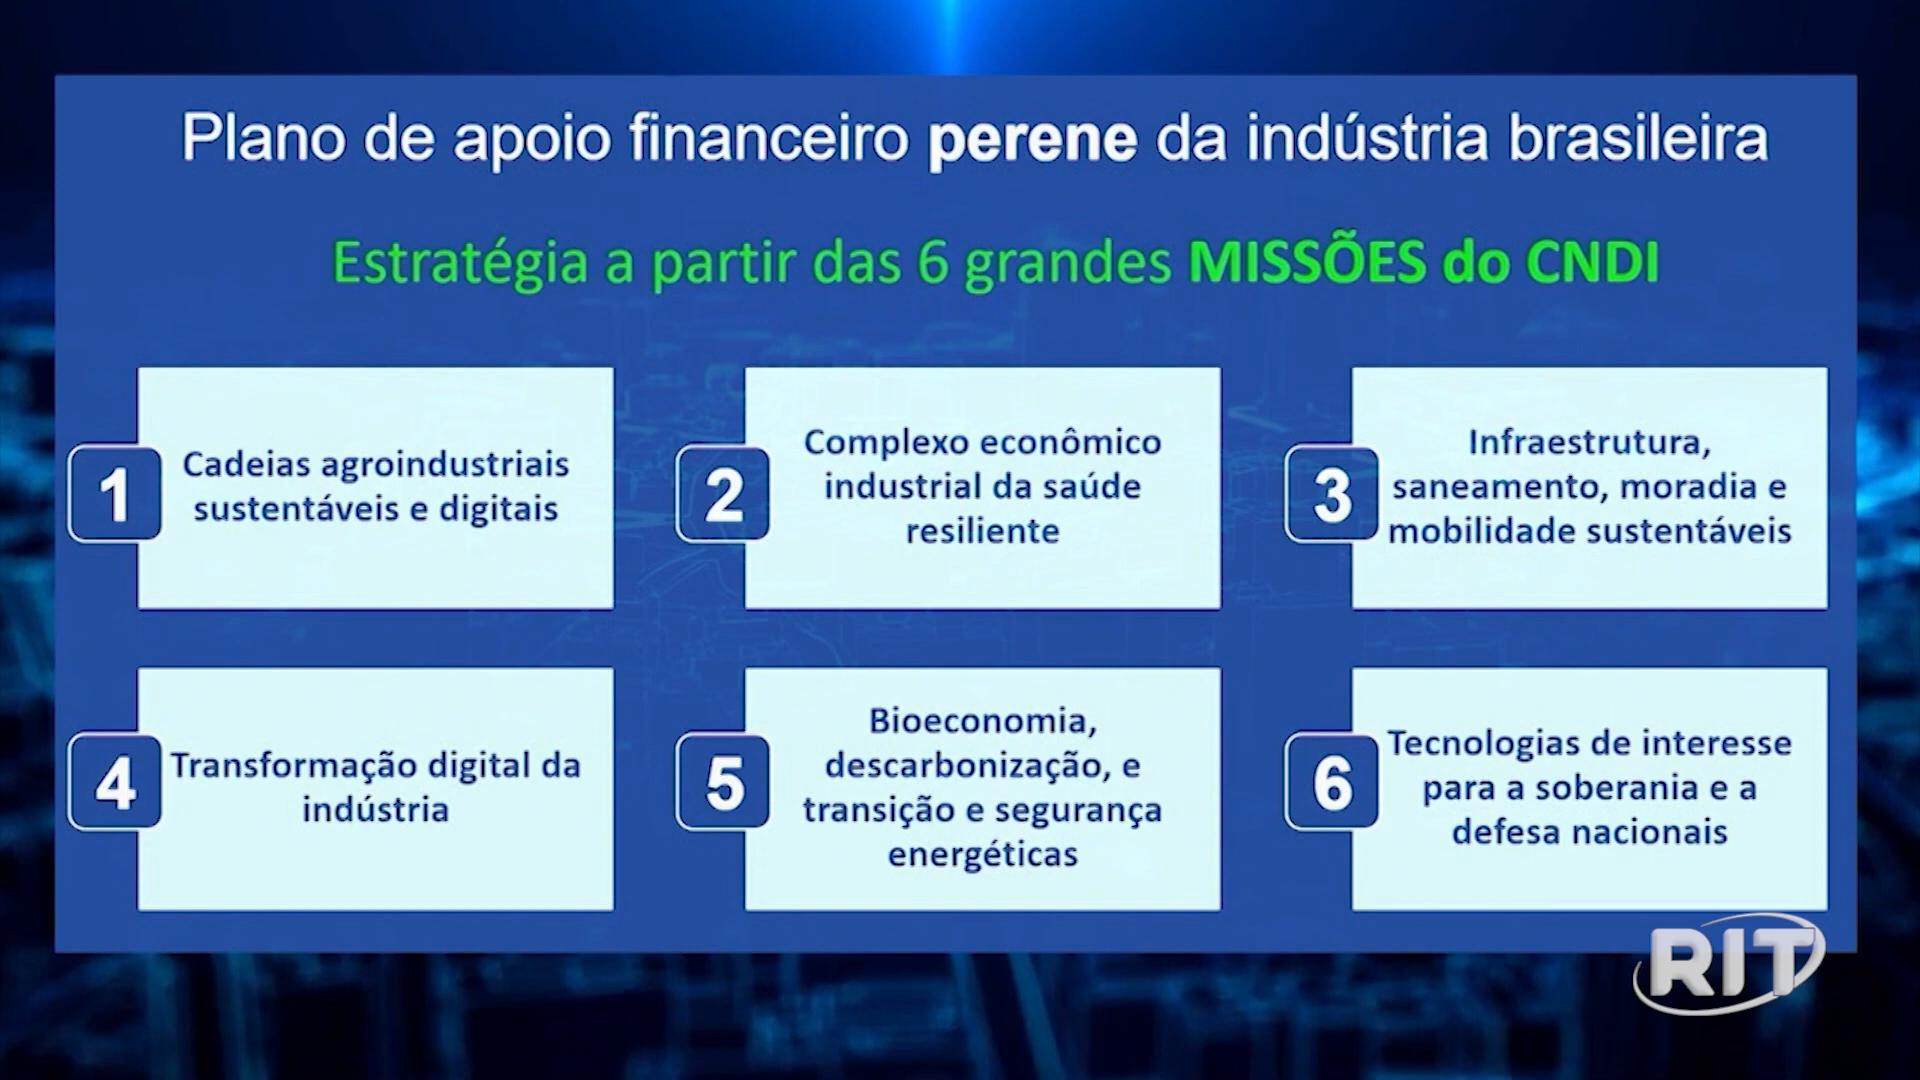 Plano de apoio financeiro perene da indústria brasileira
Estratégia a partir das 6 grandes MISSÕES do CNDI
1
Cadeias agroindustriais
sustentáveis e digitais
2
Complexo econômico
industrial da saúde
resiliente
3
Infraestrutura,
saneamento, moradia e
mobilidade sustentáveis
4
Transformação digital da
indústria
5
Bioeconomia,
descarbonização, e
transição e segurança
energéticas
6
Tecnologias de interesse
para a soberania e a
defesa nacionais
RIT